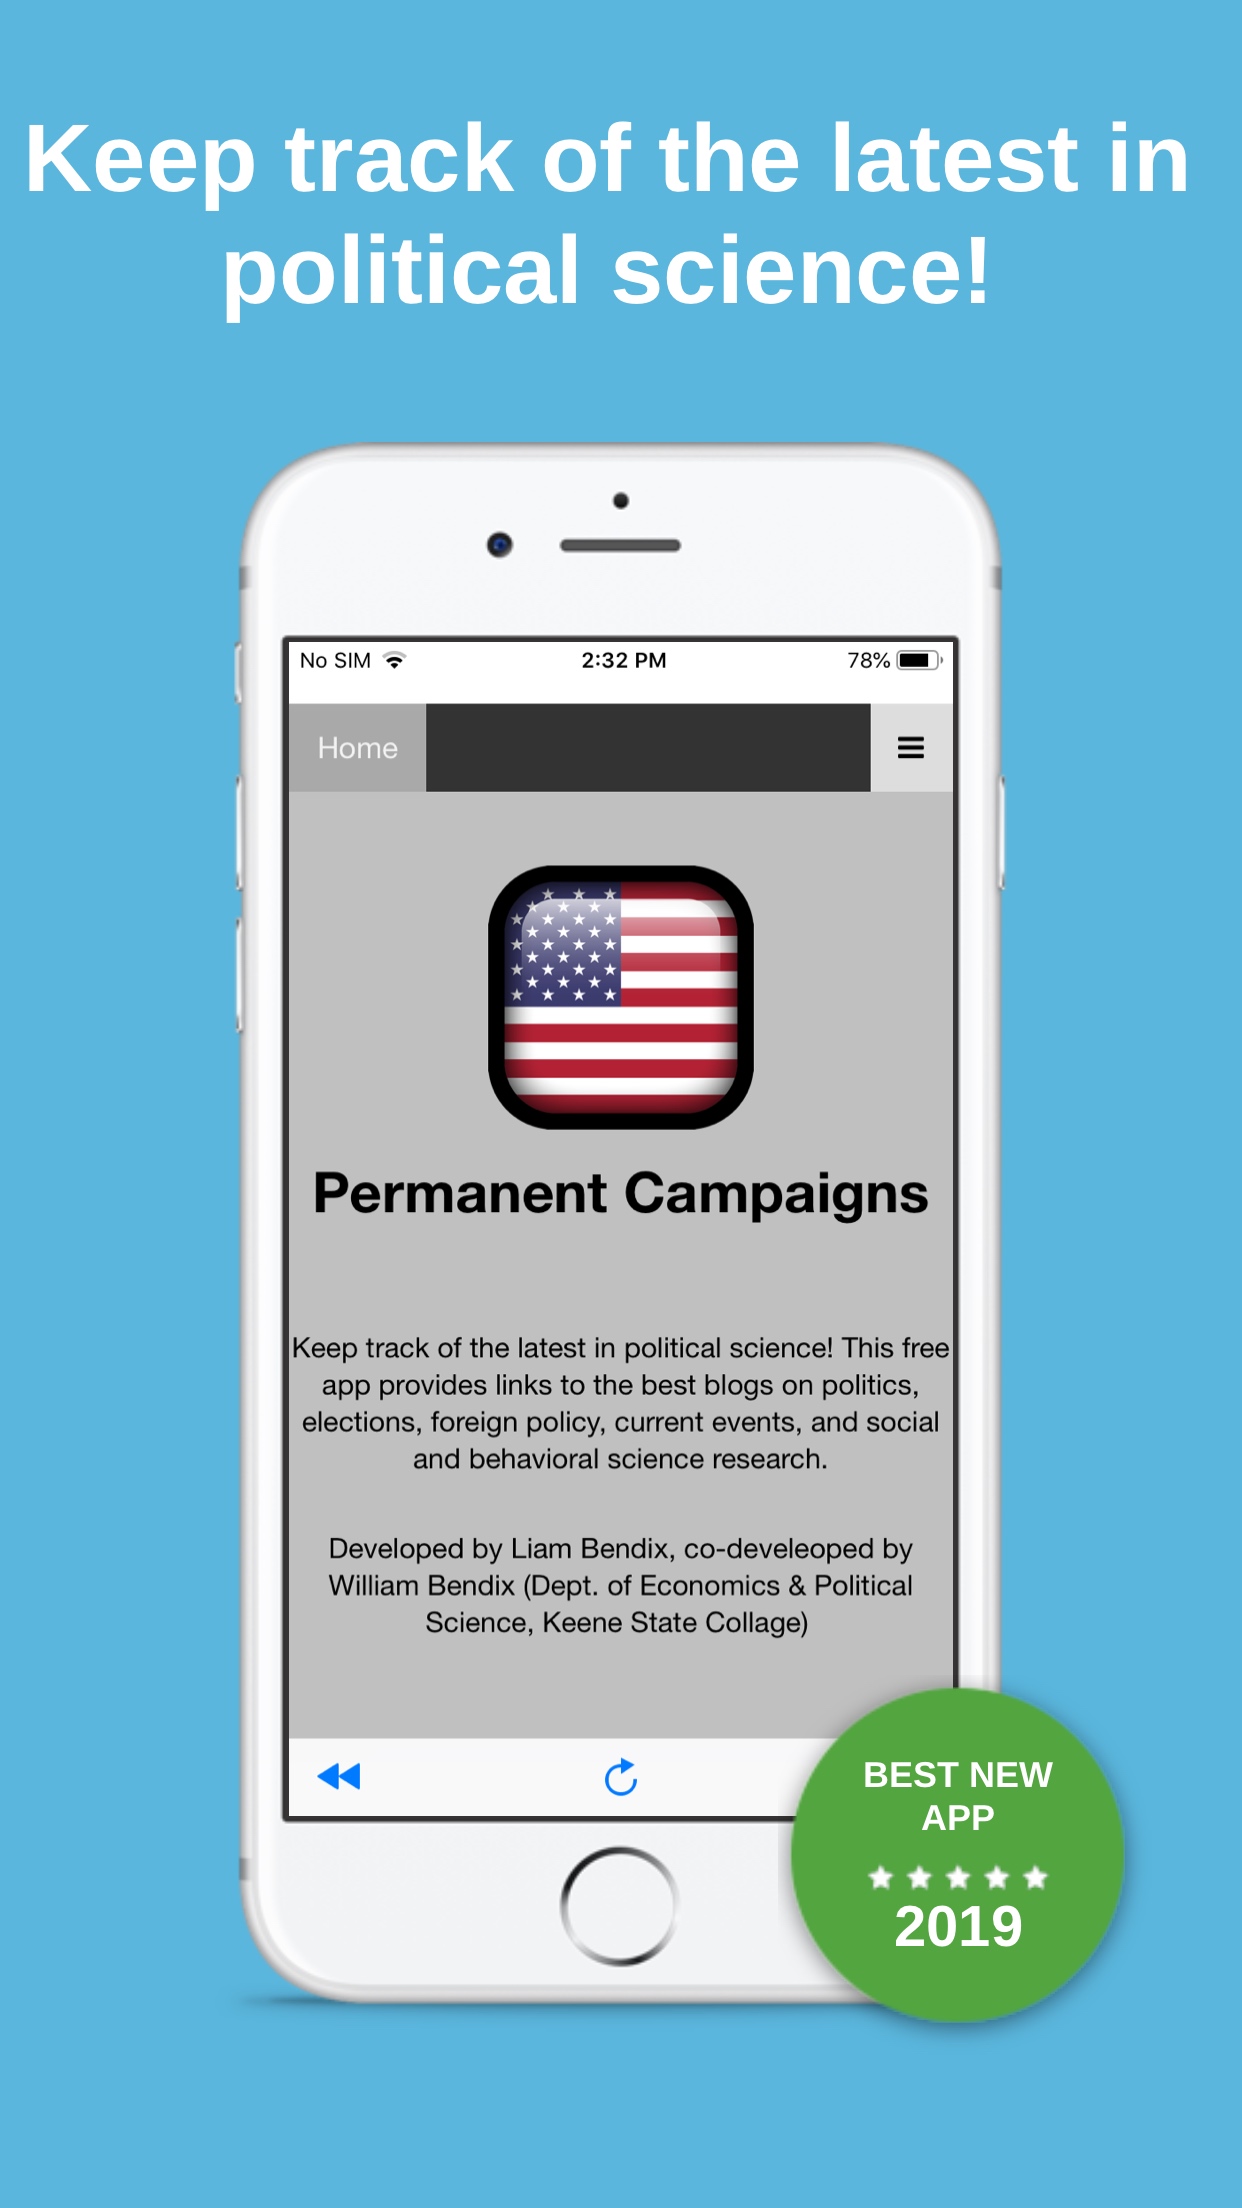 Keep track of the latest in
political science!
No SIM 2:32 PM 78%
Home
Permanent Campaigns
Keep track of the latest in political science! This free
app provides links to the best blogs on politics,
elections, foreign policy, current events, and social
and behavioral science research.
Developed by Liam Bendix, co-develeoped by
William Bendix (Dept. of Economics & Political
Science, Keene State Collage)
BEST NEW
APP
2019